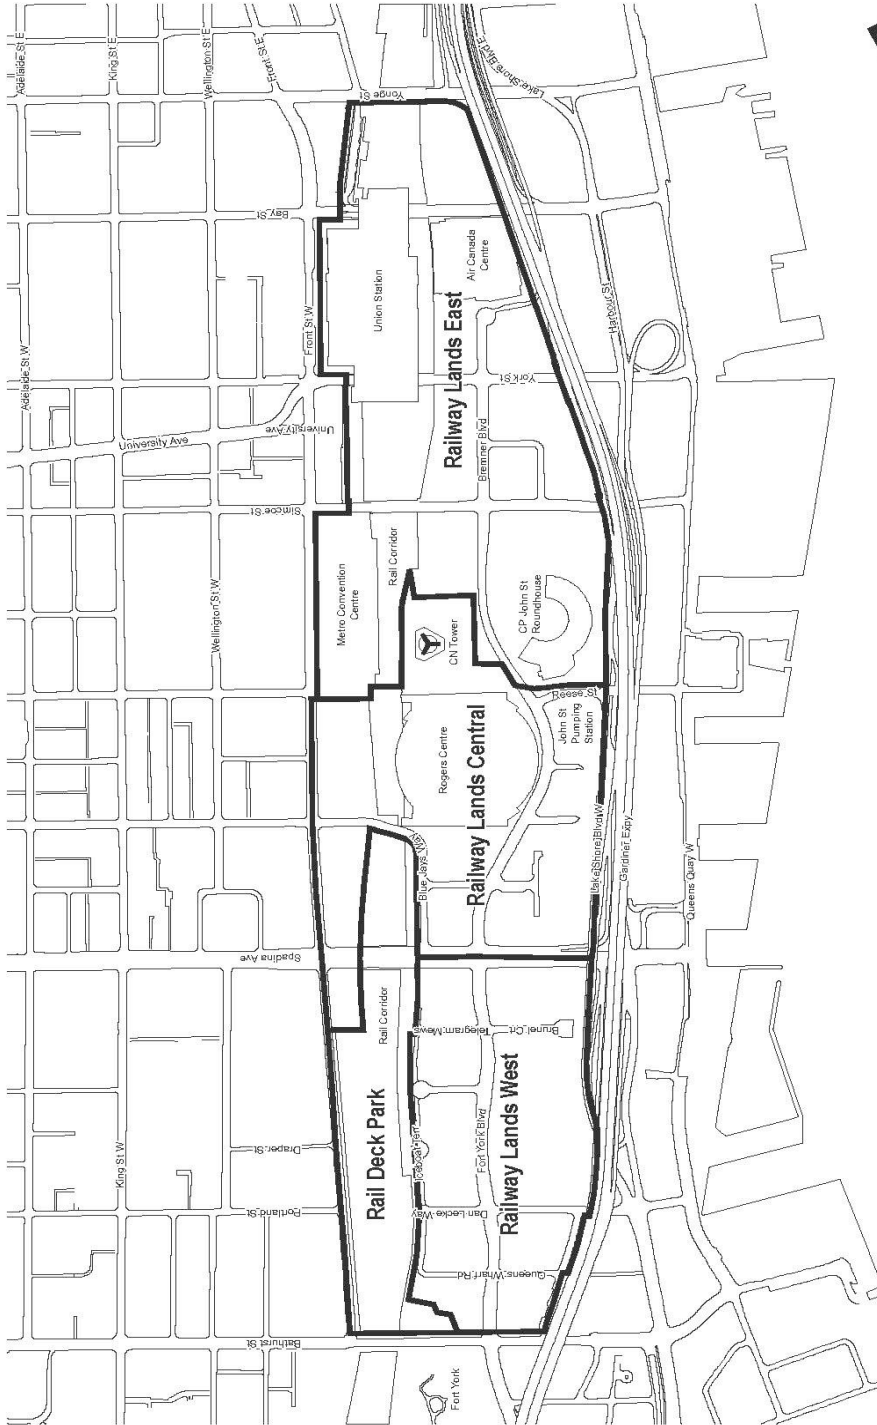 Adelaide St E
King St E
Wellington St E
Front St E
Lake Shore Blvd E
Yonge St
Bay St
Air Canada
Centre
Union Station
Harbour St
Front St W
Adelaide St W
Railway Lands East
York St
University Ave
University Ave
Bremner Blvd
Simcoe St
Rail Corridor
Metro Convention
Centre
Wellington St W
CP John St
Roundhouse
CN Tower
Reese St
John St
Pumping
Station
Rogers Centre
Railway Lands Central
Blue Jays Way
Lake Shore Blvd W
Gardiner Expy
Queens Quay W
Spadina Ave
Rail Corridor
Telegram Mews
Brunel Crt
Rail Deck Park
Railway Lands West
Draper St
Iceboat Terr
Fort York Blvd
King St W
Portland St
Dan Lecke Way
Queens Wharf Rd
Bathurst St
Fort York